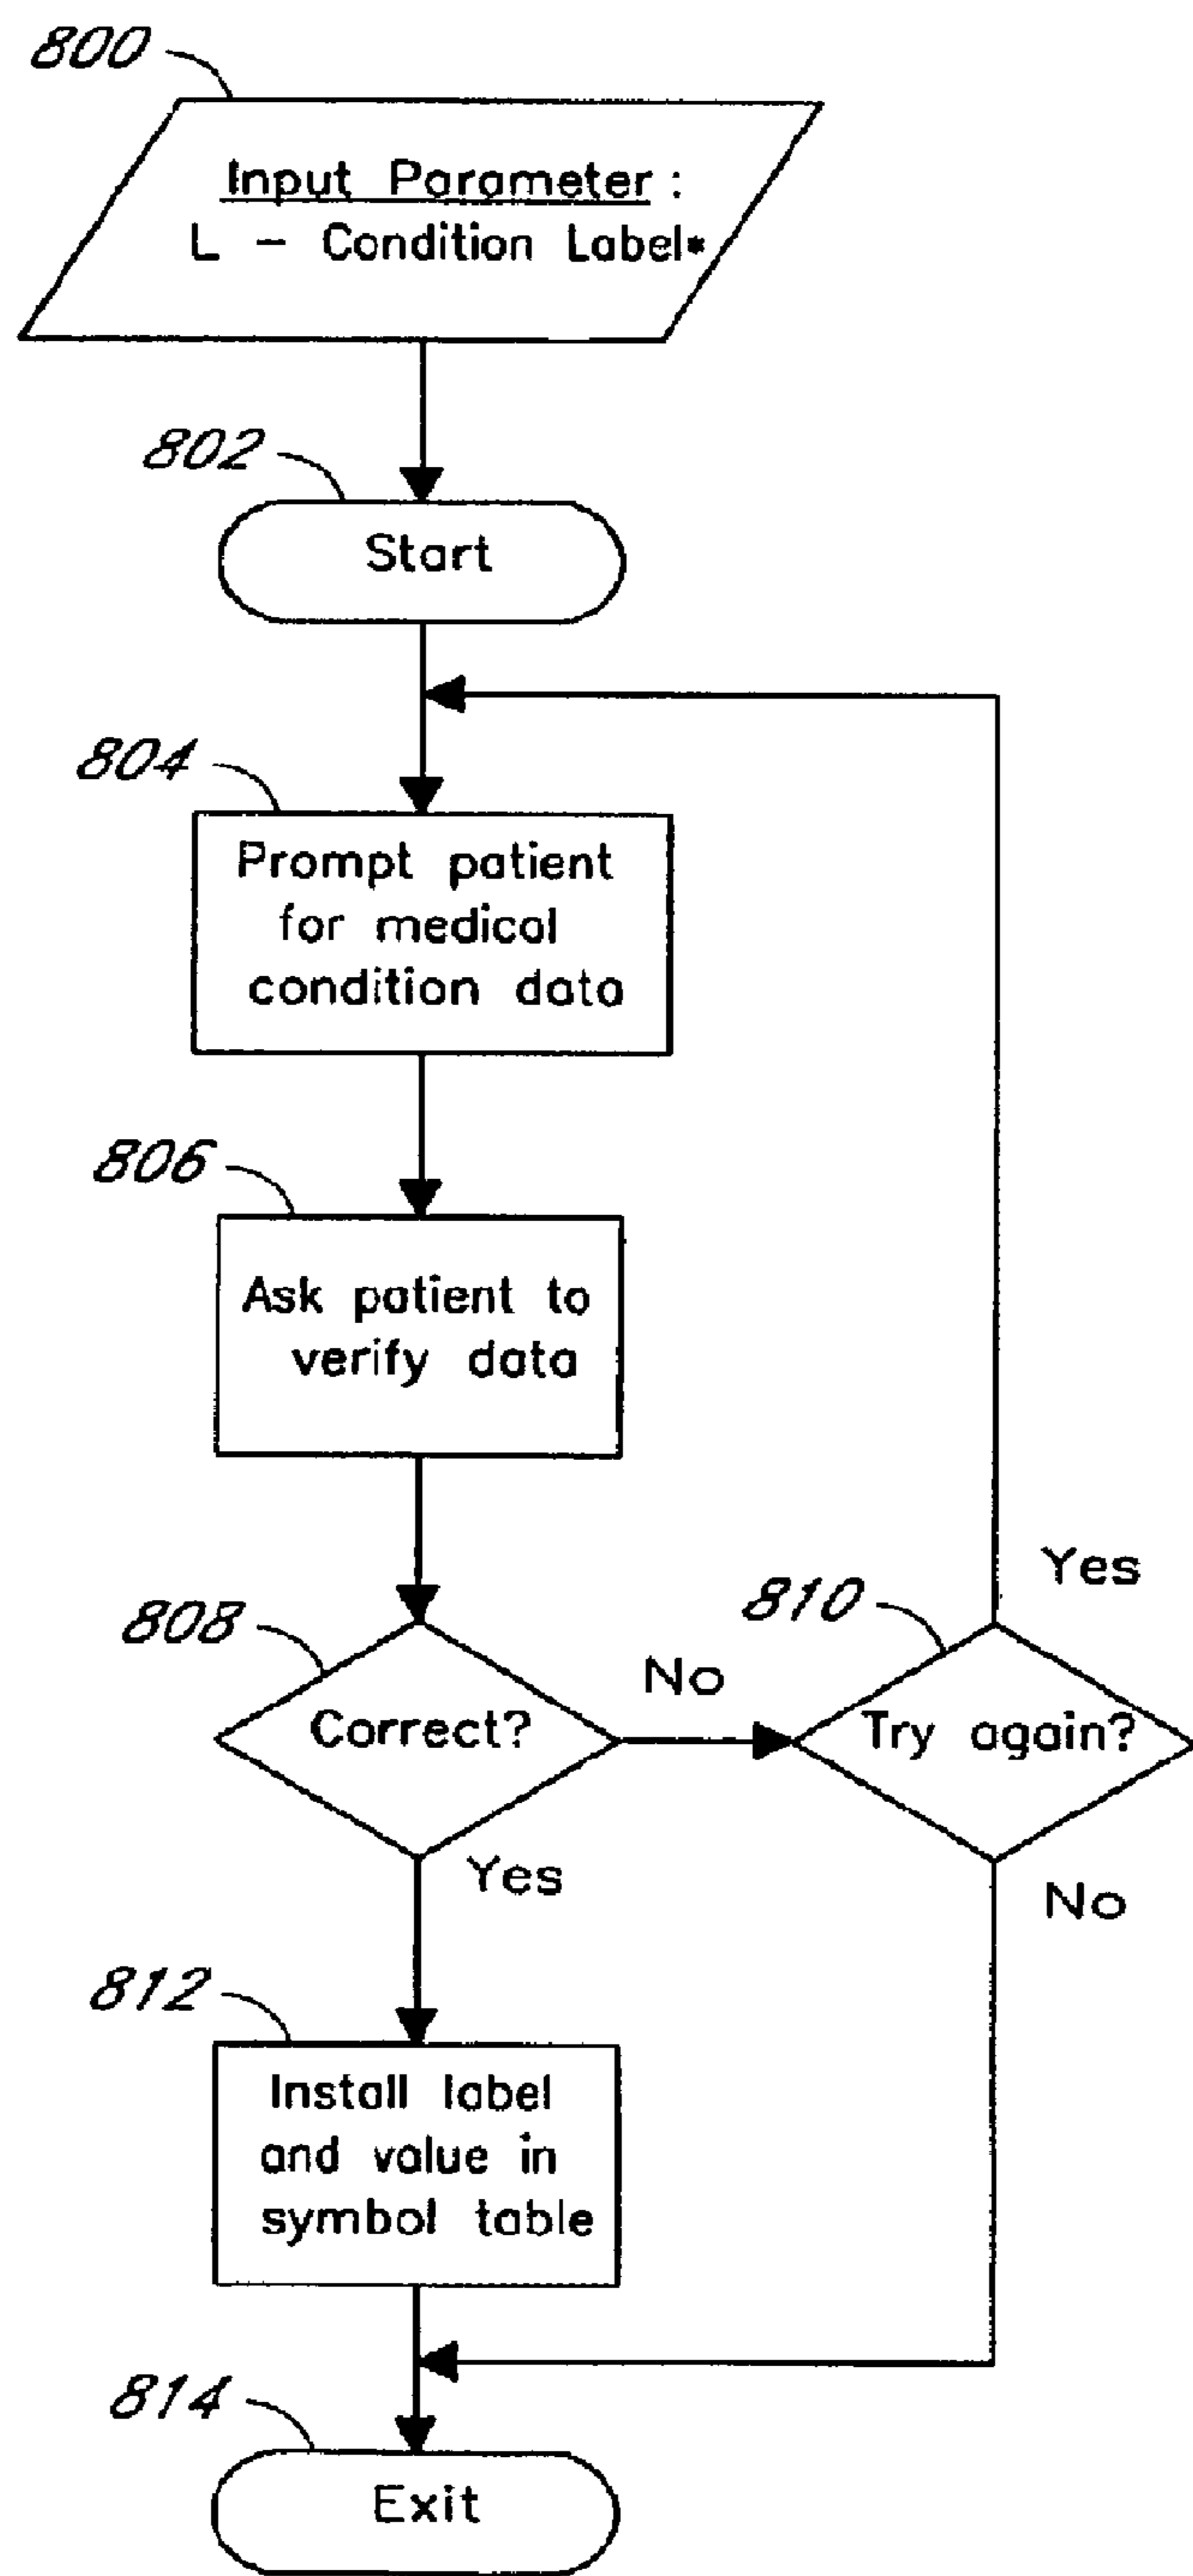 800
Input Parameter :
L - Condition Label*
802
Start
804
Prompt patient
for medical
condition data
806
Ask patient to
verify data
808
Correct?
No
810
Try again?
Yes
Yes
No
812
Install label
and value in
symbol table
814
Exit